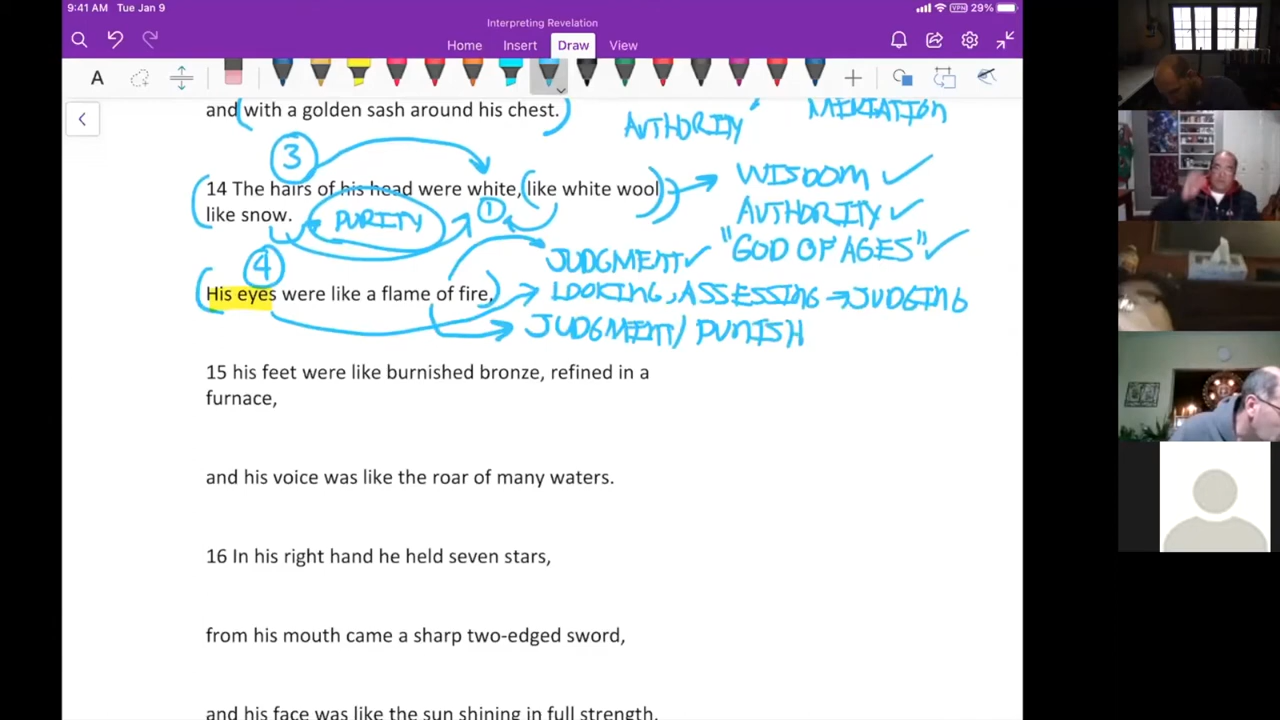 9:41 AM Tue Jan 9
VPN 29%
Interpreting Revelation
Home Insert Draw View
A
and (with a golden sash around his chest.)
AUTHORITY
3
14 The hairs of his head were white, (like white wool
like snow.
PURITY
1
WISDOM ✓
AUTHORITY ✓
"GOD OF AGES" ✓
4
His eyes were like a flame of fire,
JUDGMENT ✓
LOOKING, ASSESSING → JUDGING
JUDGMENT/ PUNISH
15 his feet were like burnished bronze, refined in a
furnace,
and his voice was like the roar of many waters.
16 In his right hand he held seven stars,
from his mouth came a sharp two-edged sword,
and his face was like the sun shining in full strength.